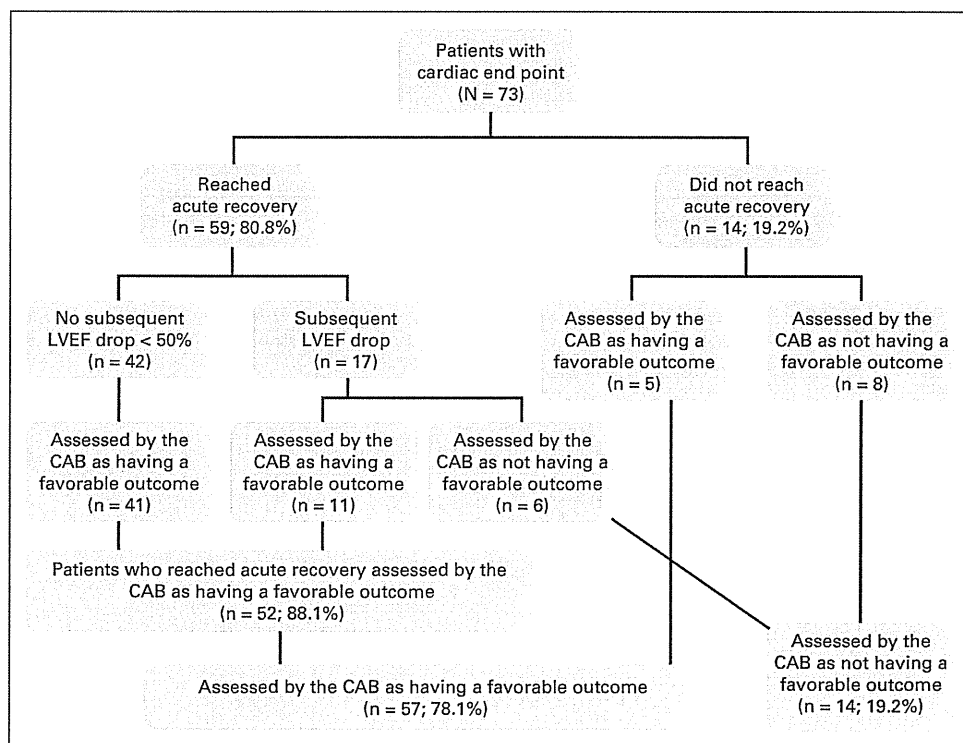 Patients with
cardiac end point
(N = 73)
Reached
acute recovery
(n = 59; 80.8%)
Did not reach
acute recovery
(n = 14; 19.2%)
No subsequent
LVEF drop < 50%
(n = 42)
Subsequent
LVEF drop
(n = 17)
Assessed by the
CAB as having a
favorable outcome
(n = 5)
Assessed by the
CAB as not having a
favorable outcome
(n = 8)
Assessed by the
CAB as having a
favorable outcome
(n = 41)
Assessed by the
CAB as having a
favorable outcome
(n = 11)
Assessed by the
CAB as not having a
favorable outcome
(n = 6)
Patients who reached acute recovery assessed by the
CAB as having a favorable outcome
(n = 52; 88.1%)
Assessed by the CAB as having a favorable outcome
(n = 57; 78.1%)
Assessed by the
CAB as not having a
favorable outcome
(n = 14; 19.2%)